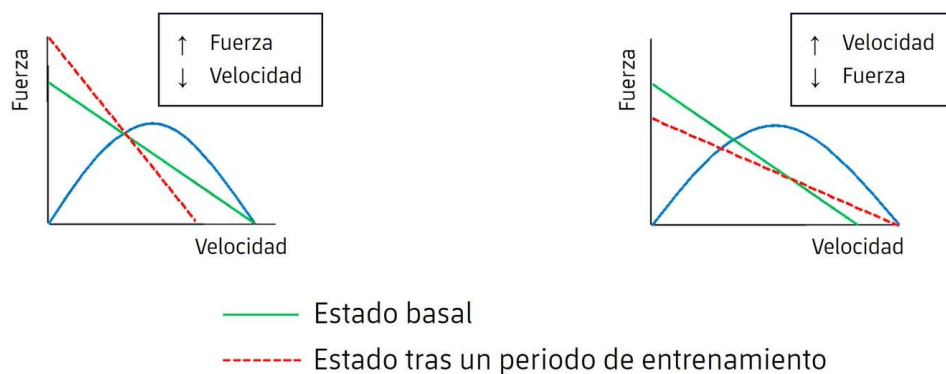 ↑ Fuerza
↓ Velocidad
Fuerza
Velocidad
↑ Velocidad
↓ Fuerza
Fuerza
Velocidad
Estado basal
Estado tras un periodo de entrenamiento